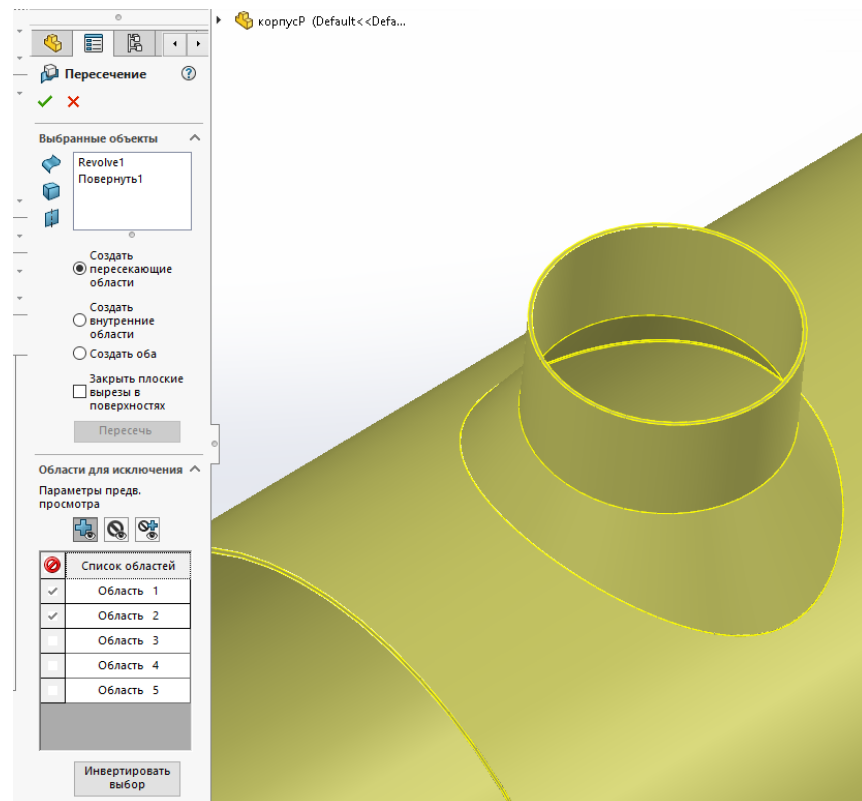 корпусР (Default<<Defa...
Пересечение
Выбранные объекты
Revolve1
Повернуть1
Создать
пересекающие
области
Создать
внутренние
области
Создать оба
Закрыть плоские
вырезы в
поверхностях
Пересечь
Области для исключения
Параметры предв.
просмотра
Список областей
Область 1
Область 2
Область 3
Область 4
Область 5
Инвертировать
выбор